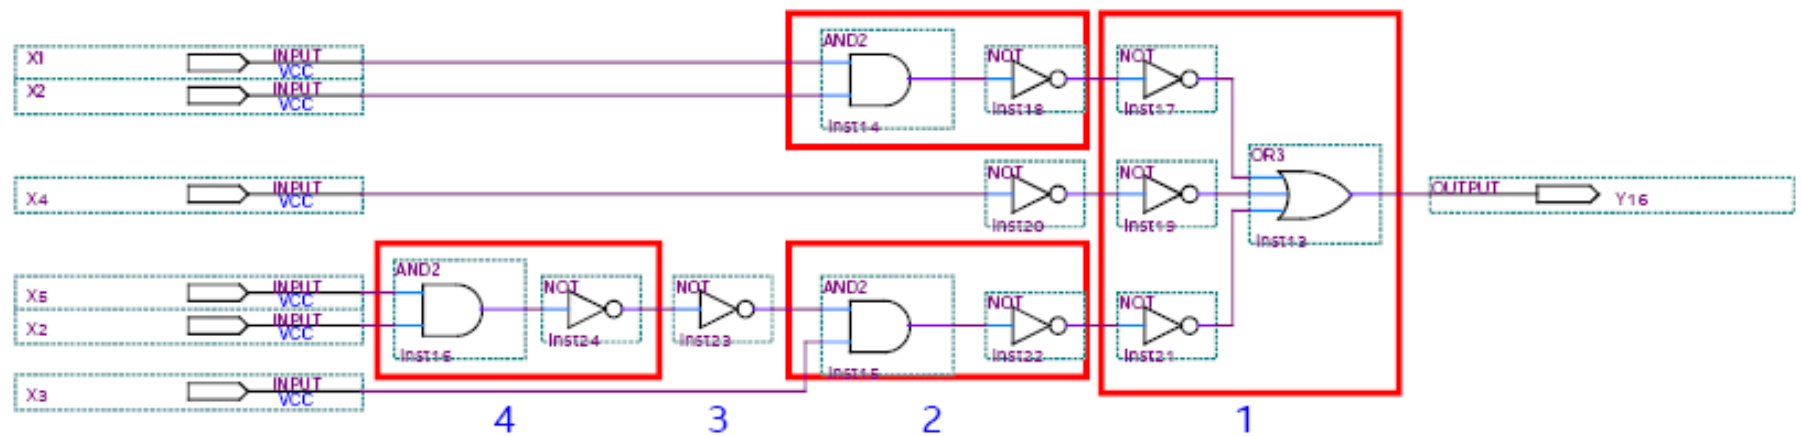 X1 INPUT
VCC
X2 INPUT
VCC
AND2
inst14
NOT
inst18
NOT
inst17
X4 INPUT
VCC
NOT
inst20
NOT
inst19
OR3
inst13
OUTPUT Y16
X5 INPUT
VCC
X2 INPUT
VCC
AND2
inst16
NOT
inst24
NOT
inst23
AND2
inst15
NOT
inst22
NOT
inst21
X3 INPUT
VCC
4 3 2 1